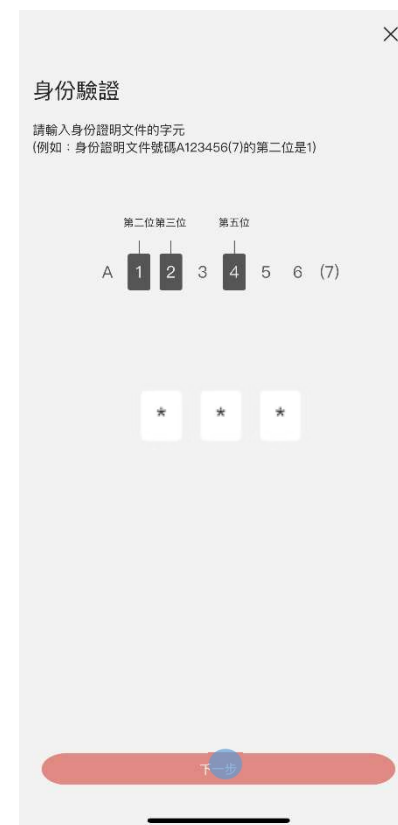 身份驗證
請輸入身份證明文件的字元
(例如：身份證明文件號碼A123456(7)的第二位是1)
第二位第三位 第五位
A 1 2 3 4 5 6 (7)
* * *
下一步